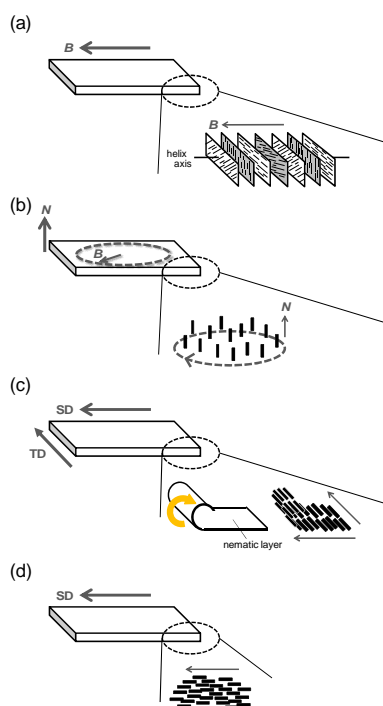 (a)
B
B
helix
axis
(b)
N
B
N
(c)
SD
TD
nematic layer
(d)
SD